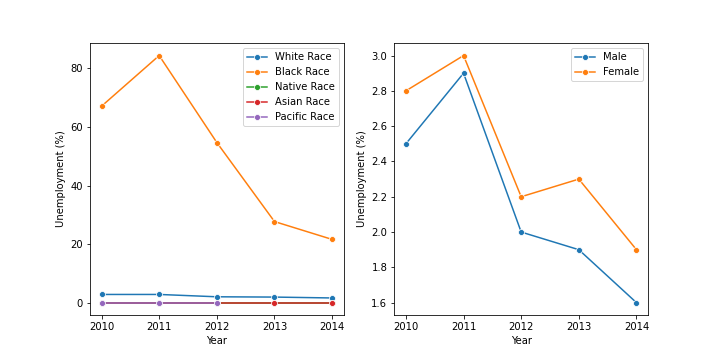 80
60
40
20
0
Unemployment (%)
2010 2011 2012 2013 2014
Year
White Race
Black Race
Native Race
Asian Race
Pacific Race
3.0
2.8
2.6
2.4
2.2
2.0
1.8
1.6
Unemployment (%)
2010 2011 2012 2013 2014
Year
Male
Female